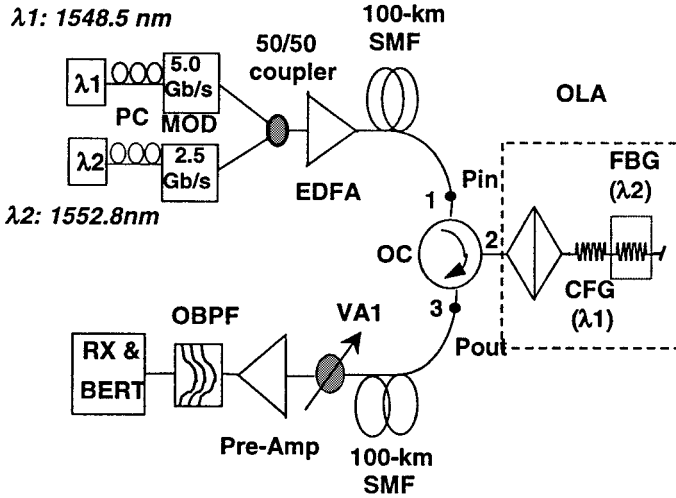 λ1: 1548.5 nm
100-km
SMF
50/50
coupler
λ1
5.0
Gb/s
PC
MOD
λ2
2.5
Gb/s
λ2: 1552.8nm
EDFA
OLA
Pin
1
FBG
(λ2)
OC
2
CFG
(λ1)
3
Pout
OBPF
VA1
RX &
BERT
Pre-Amp
100-km
SMF